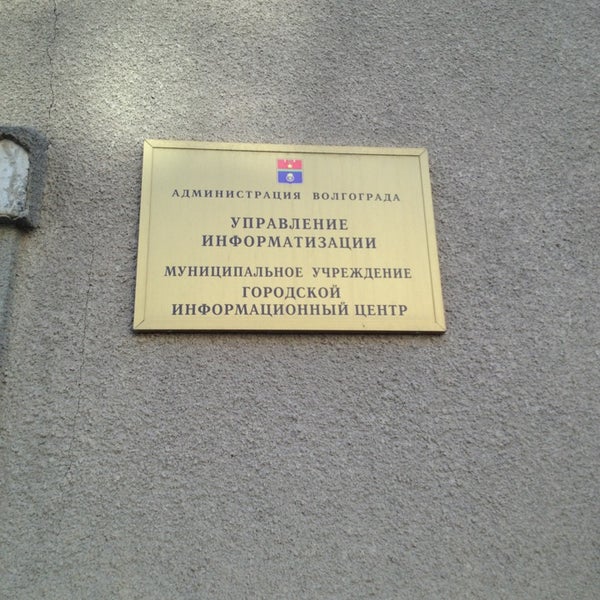 АДМИНИСТРАЦИЯ ВОЛГОГРАДА
УПРАВЛЕНИЕ
ИНФОРМАТИЗАЦИИ
МУНИЦИПАЛЬНОЕ УЧРЕЖДЕНИЕ
ГОРОДСКОЙ
ИНФОРМАЦИОННЫЙ ЦЕНТР